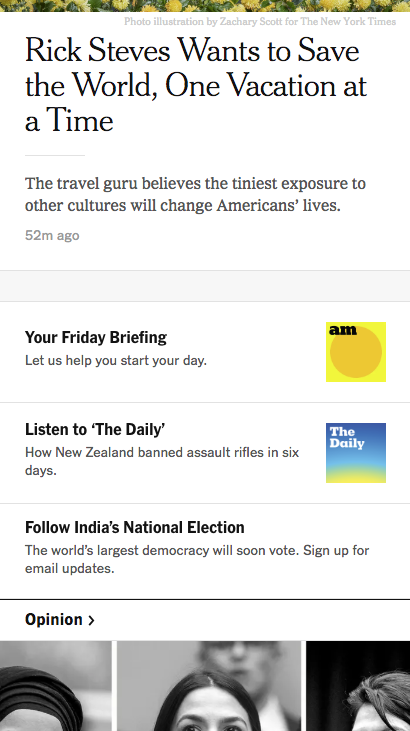 Photo illustration by Zachary Scott for The New York Times
Rick Steves Wants to Save
the World, One Vacation at
a Time
The travel guru believes the tiniest exposure to
other cultures will change Americans’ lives.
52m ago
Your Friday Briefing
Let us help you start your day.
am
Listen to ‘The Daily’
How New Zealand banned assault rifles in six
days.
The
Daily
Follow India’s National Election
The world’s largest democracy will soon vote. Sign up for
email updates.
Opinion >